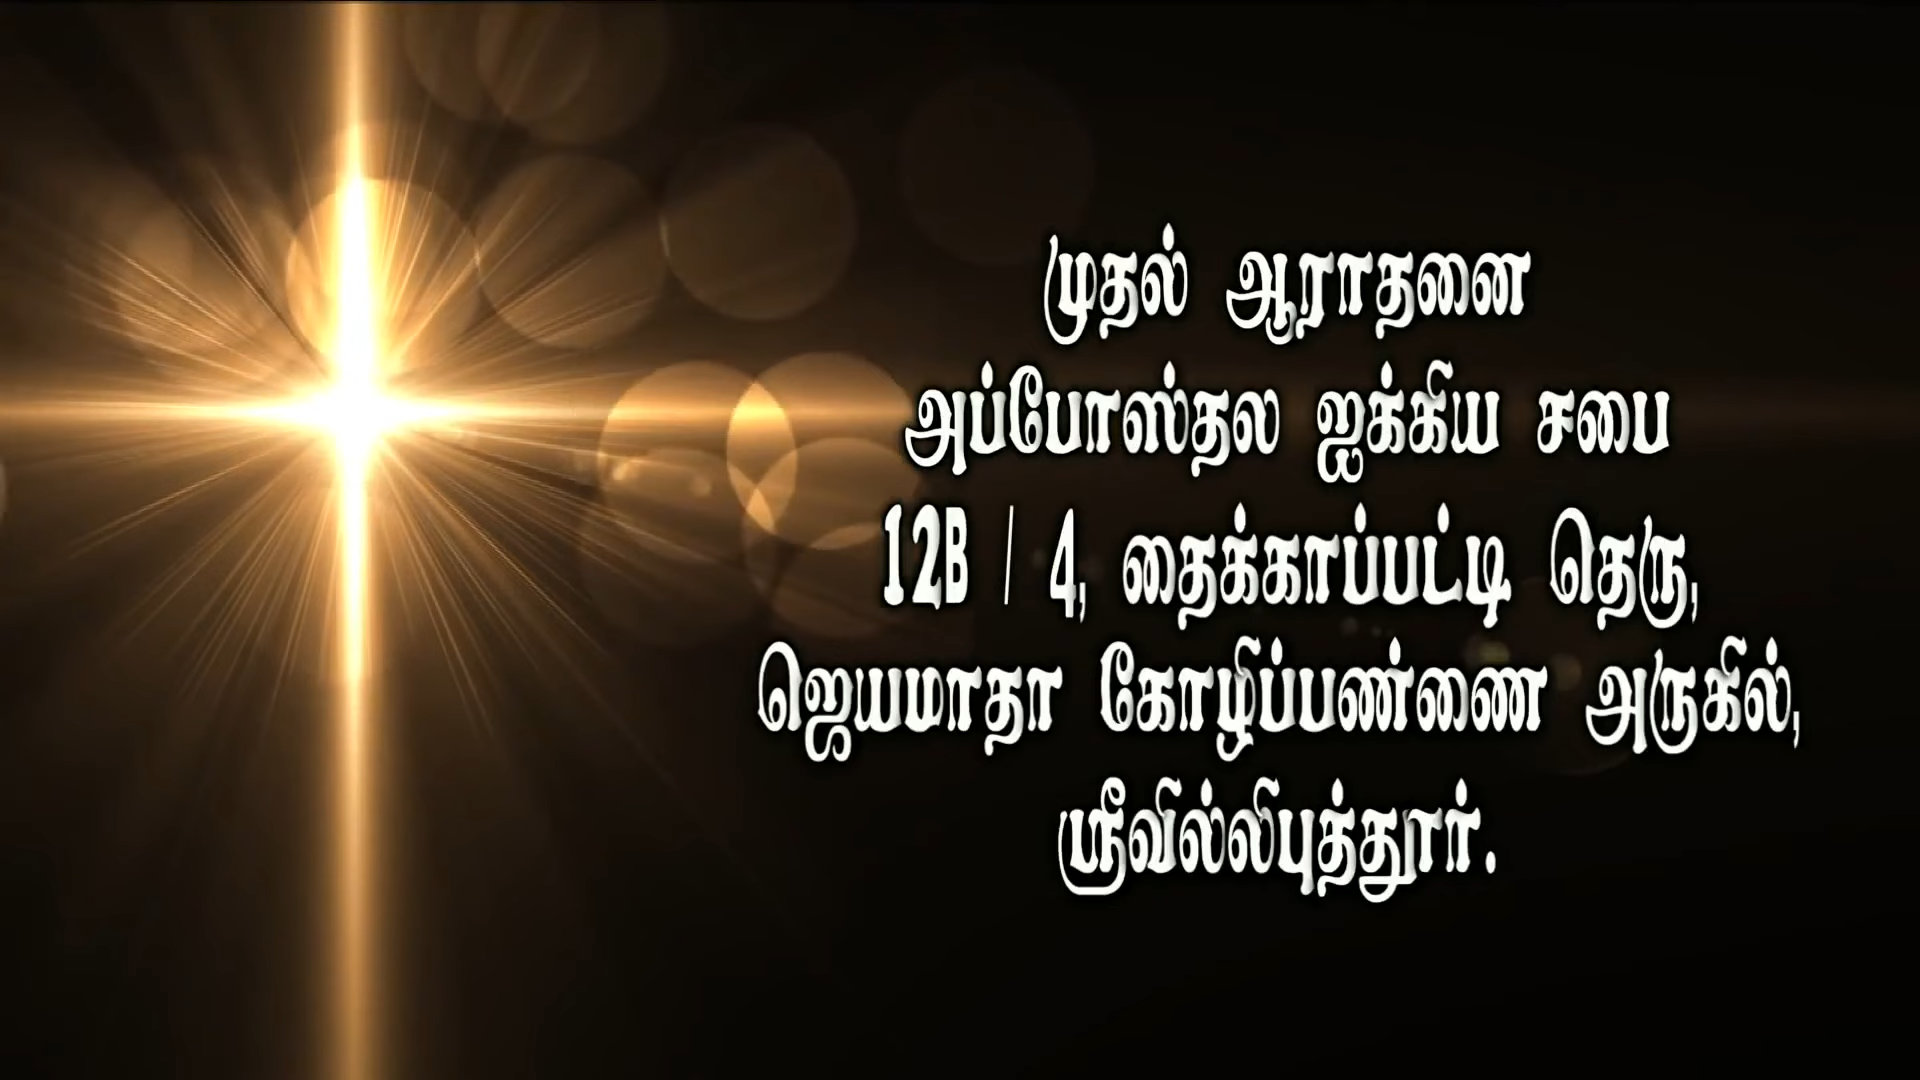 முதல் ஆராதனை
அப்போஸ்தல ஐக்கிய சபை
12B / 4, தைக்காப்பட்டி தெரு,
ஜெயமாதா கோழிப்பண்ணை அருகில்,
ஸ்ரீவில்லிபுத்தூர்.